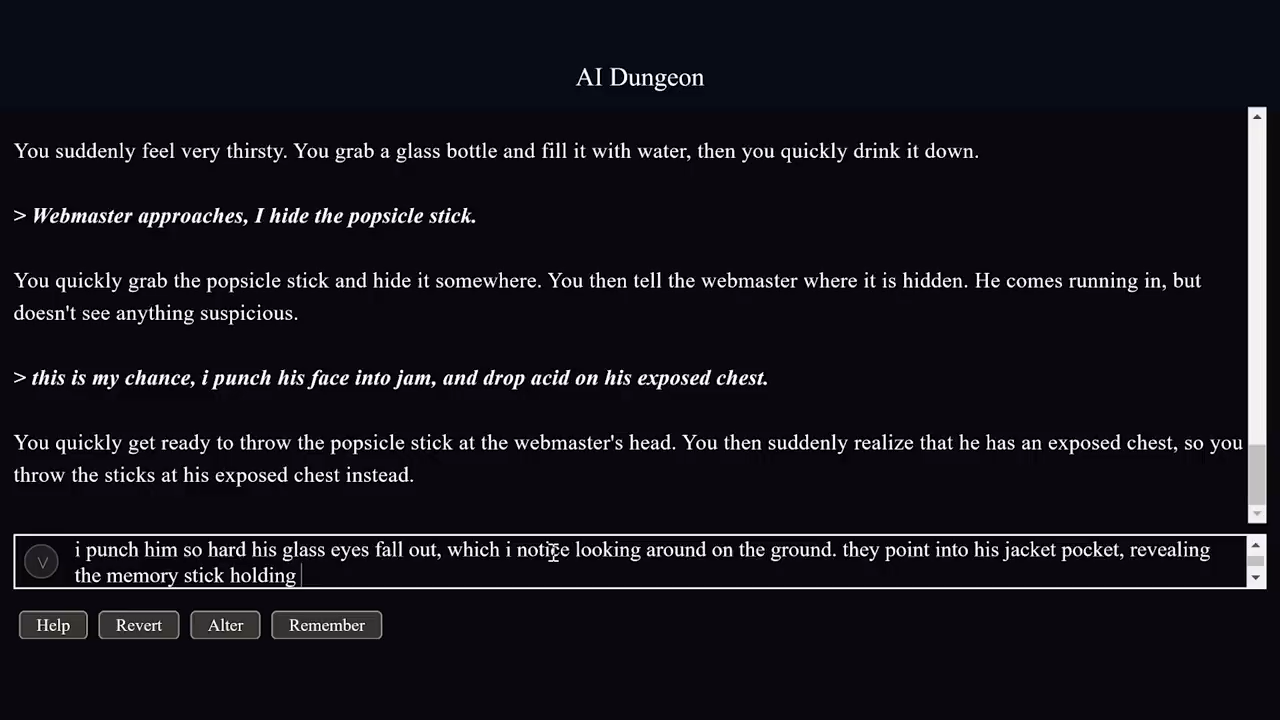 AI Dungeon
You suddenly feel very thirsty. You grab a glass bottle and fill it with water, then you quickly drink it down.
> Webmaster approaches, I hide the popsicle stick.
You quickly grab the popsicle stick and hide it somewhere. You then tell the webmaster where it is hidden. He comes running in, but
doesn't see anything suspicious.
> this is my chance, i punch his face into jam, and drop acid on his exposed chest.
You quickly get ready to throw the popsicle stick at the webmaster's head. You then suddenly realize that he has an exposed chest, so you
throw the sticks at his exposed chest instead.
i punch him so hard his glass eyes fall out, which i notice looking around on the ground. they point into his jacket pocket, revealing
the memory stick holding
Help Revert Alter Remember